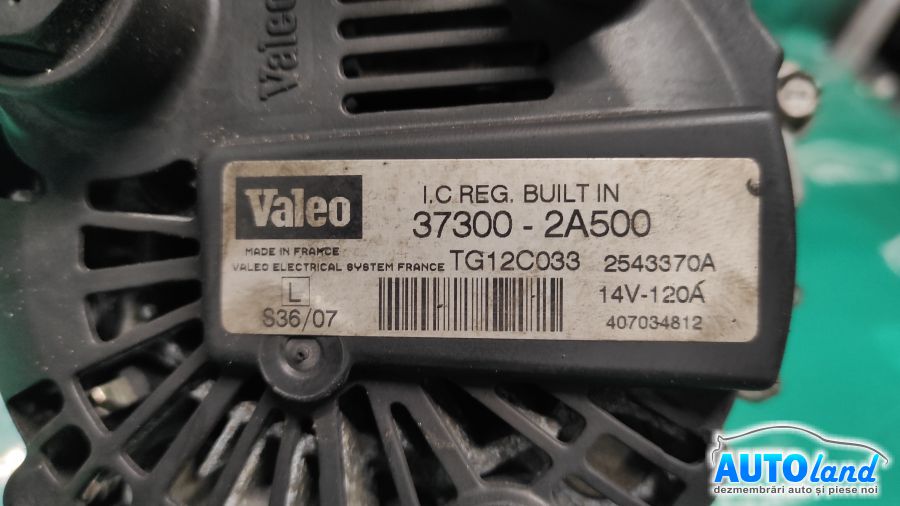 Valeo
Valeo
I.C REG. BUILT IN
37300 - 2A500
MADE IN FRANCE
VALEO ELECTRICAL SYSTEM FRANCE TG12C033 2543370A
L
S36/07
14V-120A
407034812
AUTOland
dezmembrări auto și piese noi